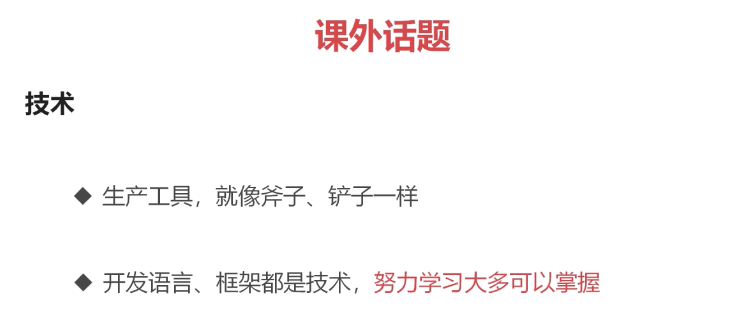 课外话题
技术
◆ 生产工具，就像斧子、铲子一样
◆ 开发语言、框架都是技术，努力学习大多可以掌握